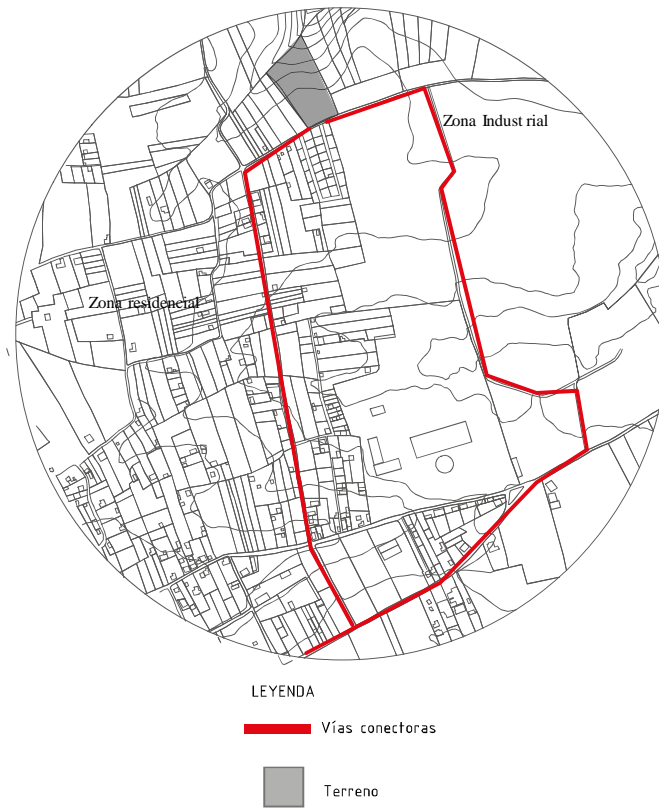 Zona Indust rial
Zona residencial
LEYENDA
Vías conectoras
Terreno